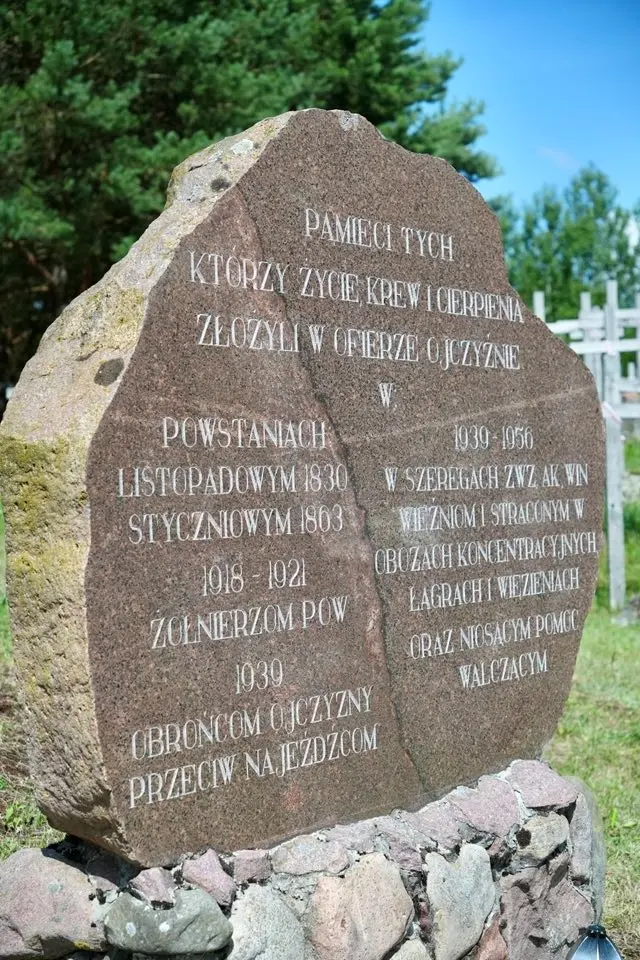 PAMIĘCI TYCH
KTÓRZY ŻYCIE KREW I CIERPIENIA
ZŁOŻYLI W OFIERZE OJCZYŹNIE
W:
POWSTANIACH
LISTOPADOWYM 1830
STYCZNIOWYM 1863
1918 - 1921
ŻOŁNIERZOM POW
1939
OBROŃCOM OJCZYZNY
PRZECIW NAJEŹDŹCOM
1939 - 1956
W SZEREGACH ZWZ AK WIN
WIĘŹNIOM I STRACONYM W
OBOZACH KONCENTRACYJNYCH
ŁAGRACH I WIĘZIENIACH
ORAZ NIOSĄCYM POMOC
WALCZĄCYM